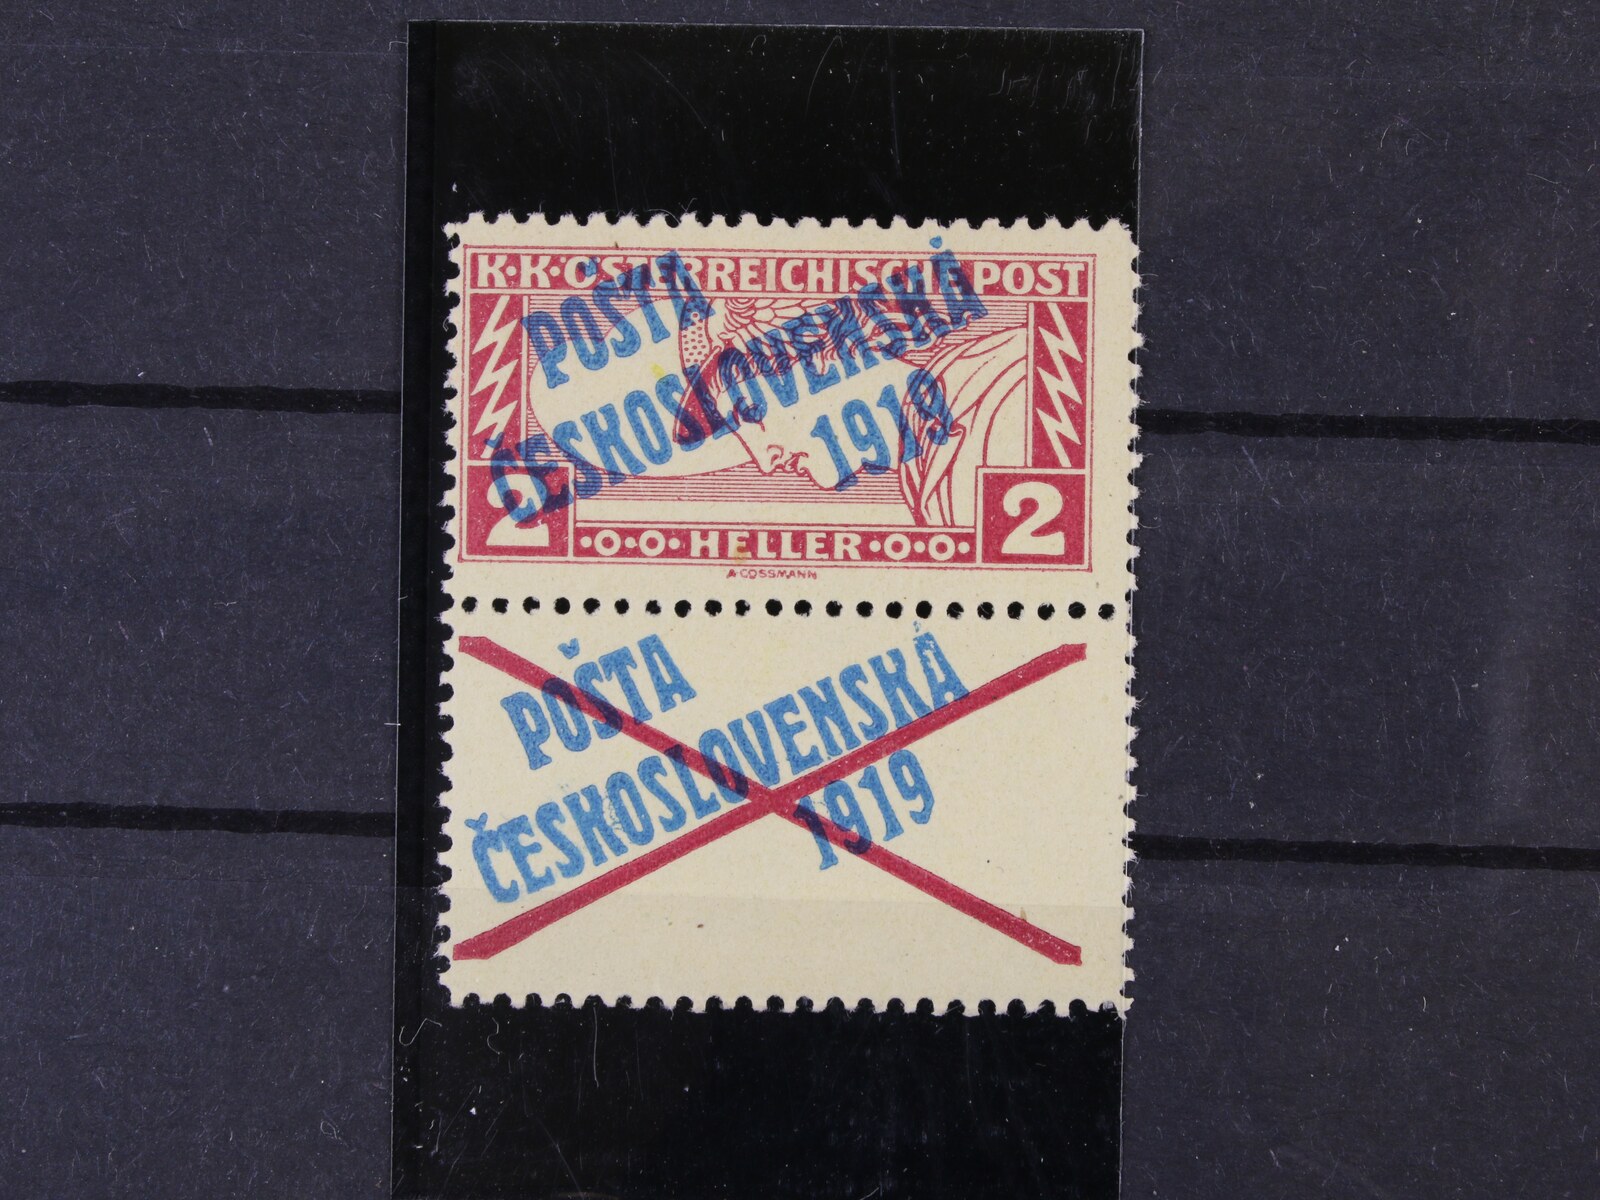 K·K·ÖSTERREICHISCHE POST
POŠTA
ČESKOSLOVENSKÁ
1919
2 ·O·O·HELLER·O·O· 2
A·COSSMANN
POŠTA
ČESKOSLOVENSKÁ
1919